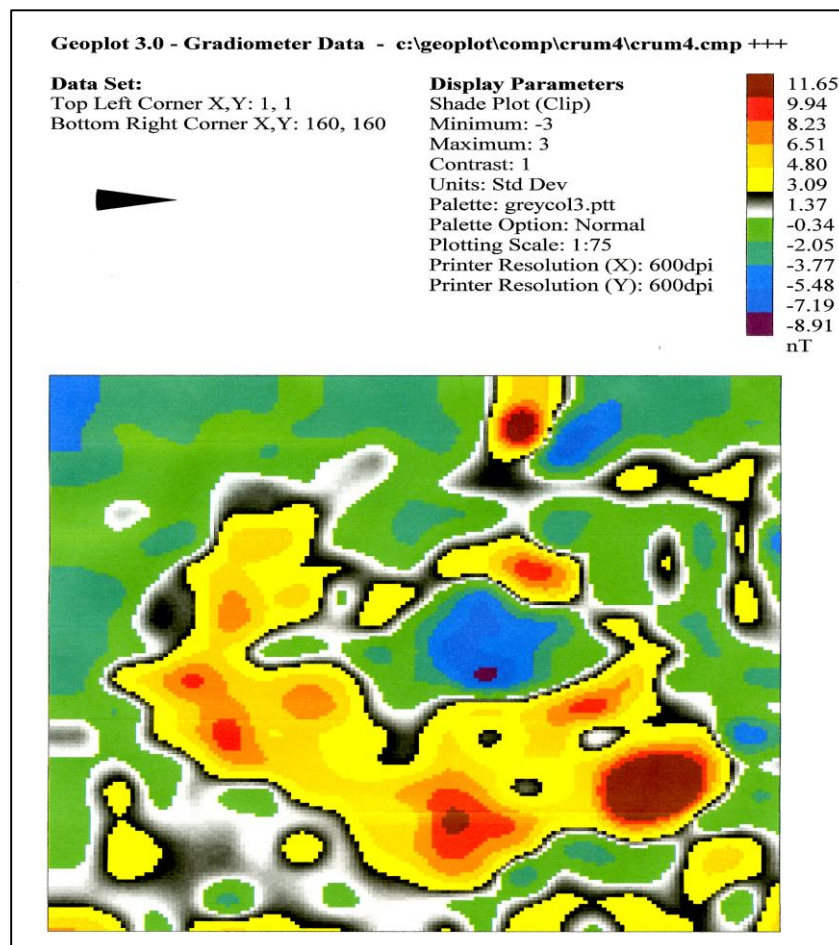 Geoplot 3.0 - Gradiometer Data - c:\geoplot\comp\crum4\crum4.cmp +++
Data Set:
Top Left Corner X,Y: 1, 1
Bottom Right Corner X,Y: 160, 160
Display Parameters
Shade Plot (Clip)
Minimum: -3
Maximum: 3
Contrast: 1
Units: Std Dev
Palette: greycol3.ptt
Palette Option: Normal
Plotting Scale: 1:75
Printer Resolution (X): 600dpi
Printer Resolution (Y): 600dpi
11.65
9.94
8.23
6.51
4.80
3.09
1.37
-0.34
-2.05
-3.77
-5.48
-7.19
-8.91
nT